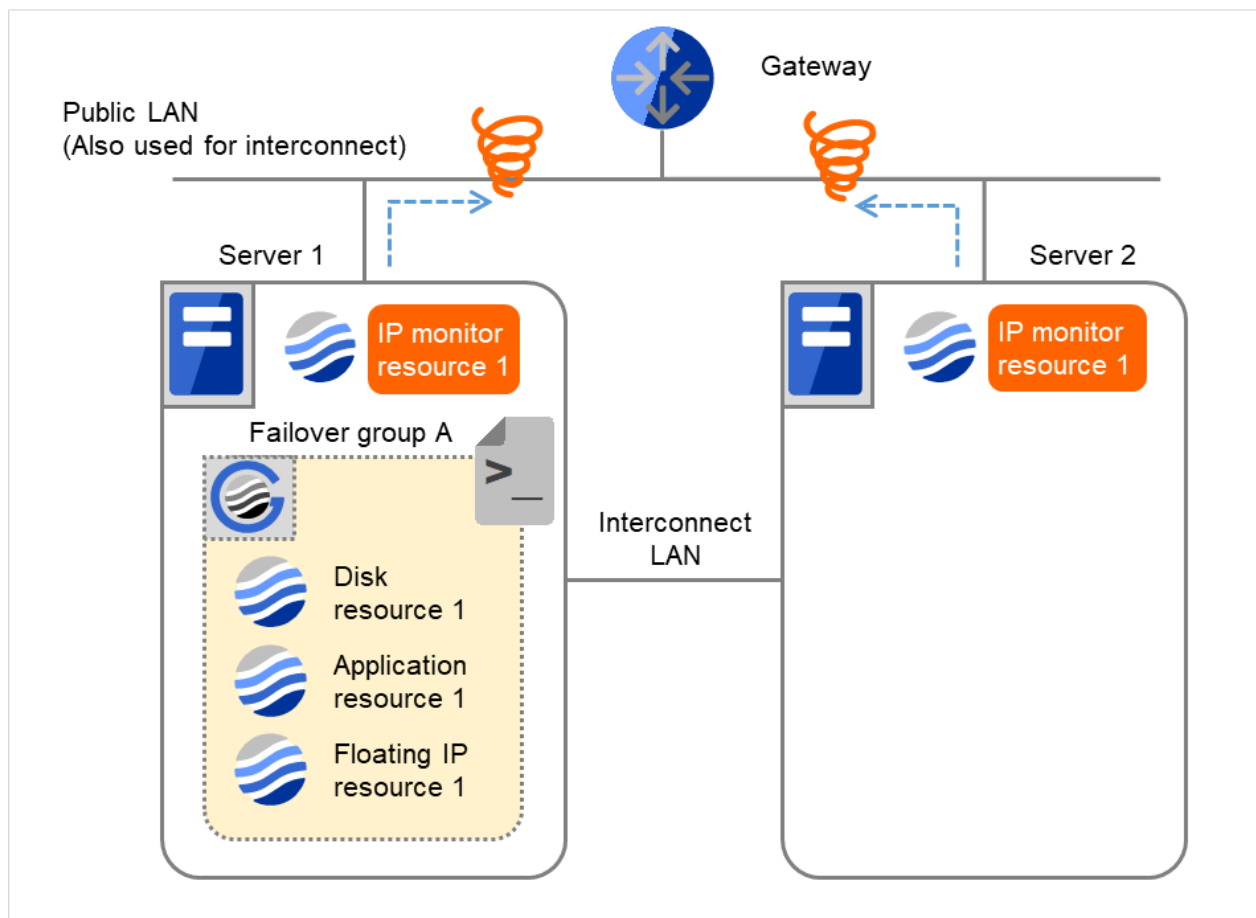 Gateway
Public LAN
(Also used for interconnect)
Server 1
Server 2
IP monitor
resource 1
IP monitor
resource 1
Failover group A
>_
Interconnect
LAN
Disk
resource 1
Application
resource 1
Floating IP
resource 1